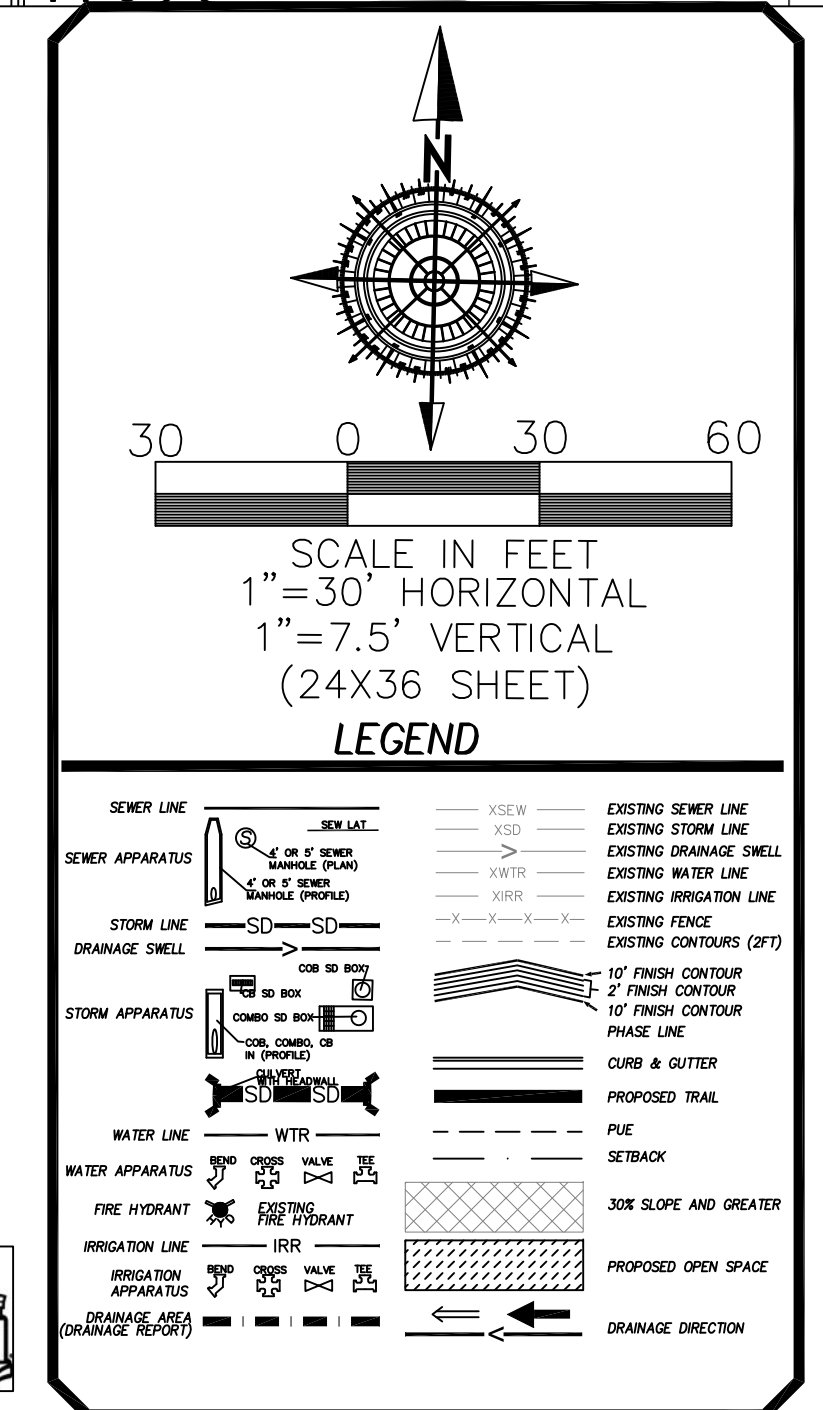 N
30 0 30 60
SCALE IN FEET
1"=30' HORIZONTAL
1"=7.5' VERTICAL
(24X36 SHEET)
LEGEND
SEWER LINE
SEW LAT
SEWER APPARATUS
S
4' OR 5' SEWER
MANHOLE (PLAN)
4' OR 5' SEWER
MANHOLE (PROFILE)
STORM LINE
SD SD
DRAINAGE SWELL
>
STORM APPARATUS
COB SD BOX
CB SD BOX
COMBO SD BOX
COB, COMBO, CB
IN (PROFILE)
CULVERT
WITH HEADWALL
SD SD
WATER LINE
WTR
WATER APPARATUS
BEND CROSS VALVE TEE
FIRE HYDRANT
EXISTING
FIRE HYDRANT
IRRIGATION LINE
IRR
IRRIGATION
APPARATUS
BEND CROSS VALVE TEE
DRAINAGE AREA
(DRAINAGE REPORT)
XSEW EXISTING SEWER LINE
XSD EXISTING STORM LINE
> EXISTING DRAINAGE SWELL
XWTR EXISTING WATER LINE
XIRR EXISTING IRRIGATION LINE
X X X X EXISTING FENCE
EXISTING CONTOURS (2FT)
10' FINISH CONTOUR
2' FINISH CONTOUR
10' FINISH CONTOUR
PHASE LINE
CURB & GUTTER
PROPOSED TRAIL
PUE
SETBACK
30% SLOPE AND GREATER
PROPOSED OPEN SPACE
< DRAINAGE DIRECTION